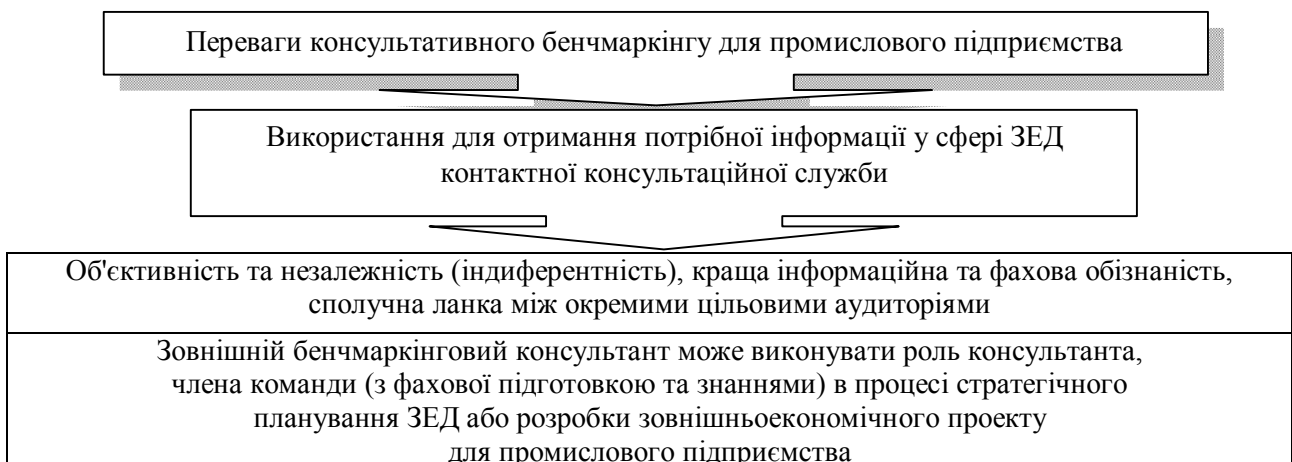 Переваги консультативного бенчмаркінгу для промислового підприємства
Використання для отримання потрібної інформації у сфері ЗЕД
контактної консультаційної служби
Об'єктивність та незалежність (індиферентність), краща інформаційна та фахова обізнаність,
сполучна ланка між окремими цільовими аудиторіями
Зовнішній бенчмаркінговий консультант може виконувати роль консультанта,
члена команди (з фахової підготовкою та знаннями) в процесі стратегічного
планування ЗЕД або розробки зовнішньоекономічного проекту
для промислового підприємства